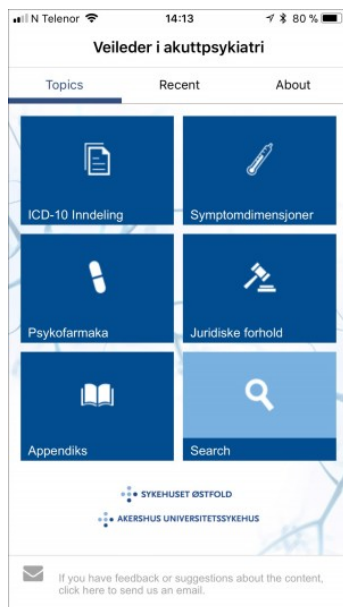 N Telenor 14:13 80 %
Veileder i akuttpsykiatri
Topics Recent About
ICD-10 Inndeling Symptomdimensjoner
Psykofarmaka Juridiske forhold
Appendiks Search
SYKEHUSET ØSTFOLD
AKERSHUS UNIVERSITETSSYKEHUS
If you have feedback or suggestions about the content,
click here to send us an email.